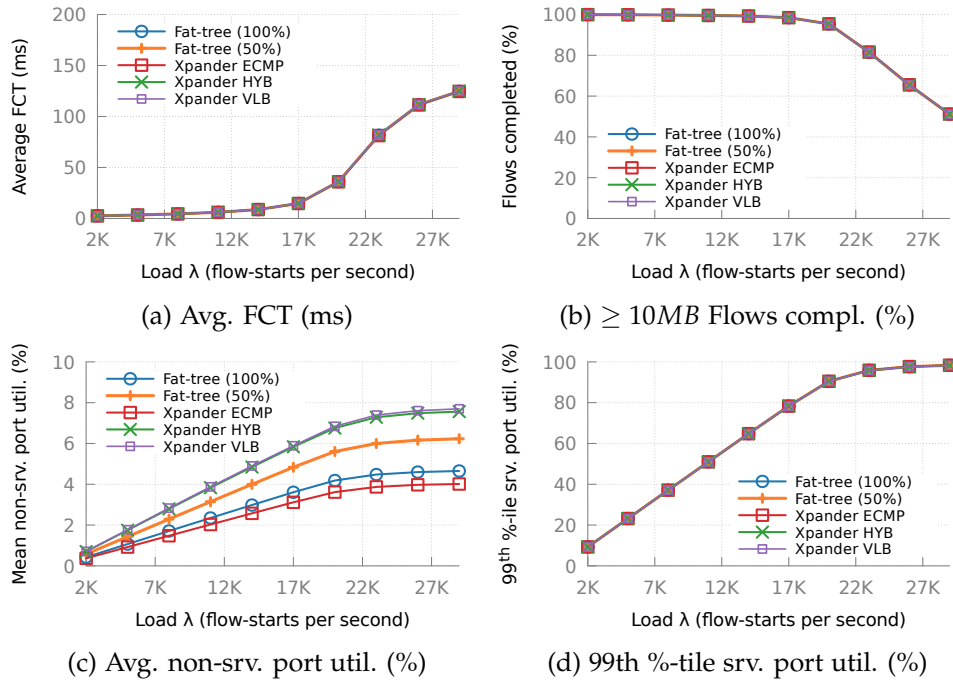 Average FCT (ms)
200
150
100
50
0
Fat-tree (100%)
Fat-tree (50%)
Xpander ECMP
Xpander HYB
Xpander VLB
2K 7K 12K 17K 22K 27K
Load λ (flow-starts per second)
(a) Avg. FCT (ms)
Flows completed (%)
100
80
60
40
20
0
Fat-tree (100%)
Fat-tree (50%)
Xpander ECMP
Xpander HYB
Xpander VLB
2K 7K 12K 17K 22K 27K
Load λ (flow-starts per second)
(b) ≥ 10MB Flows compl. (%)
Mean non-srv. port util. (%)
10
8
6
4
2
0
Fat-tree (100%)
Fat-tree (50%)
Xpander ECMP
Xpander HYB
Xpander VLB
2K 7K 12K 17K 22K 27K
Load λ (flow-starts per second)
(c) Avg. non-srv. port util. (%)
99th %-ile srv. port util. (%)
100
80
60
40
20
0
Fat-tree (100%)
Fat-tree (50%)
Xpander ECMP
Xpander HYB
Xpander VLB
2K 7K 12K 17K 22K 27K
Load λ (flow-starts per second)
(d) 99th %-tile srv. port util. (%)